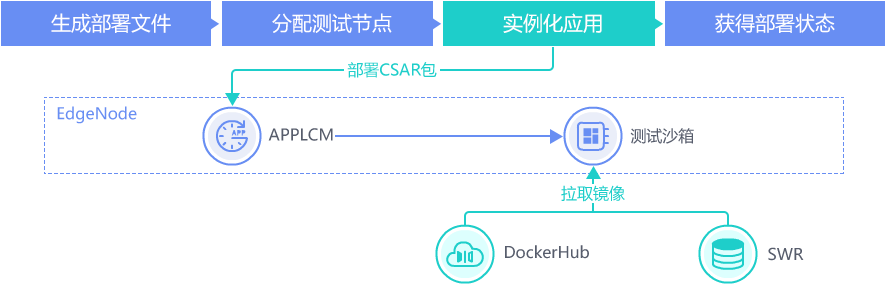 生成部署文件
分配测试节点
实例化应用
获得部署状态
部署CSAR包
EdgeNode
APP
APPLCM
测试沙箱
拉取镜像
DockerHub
SWR